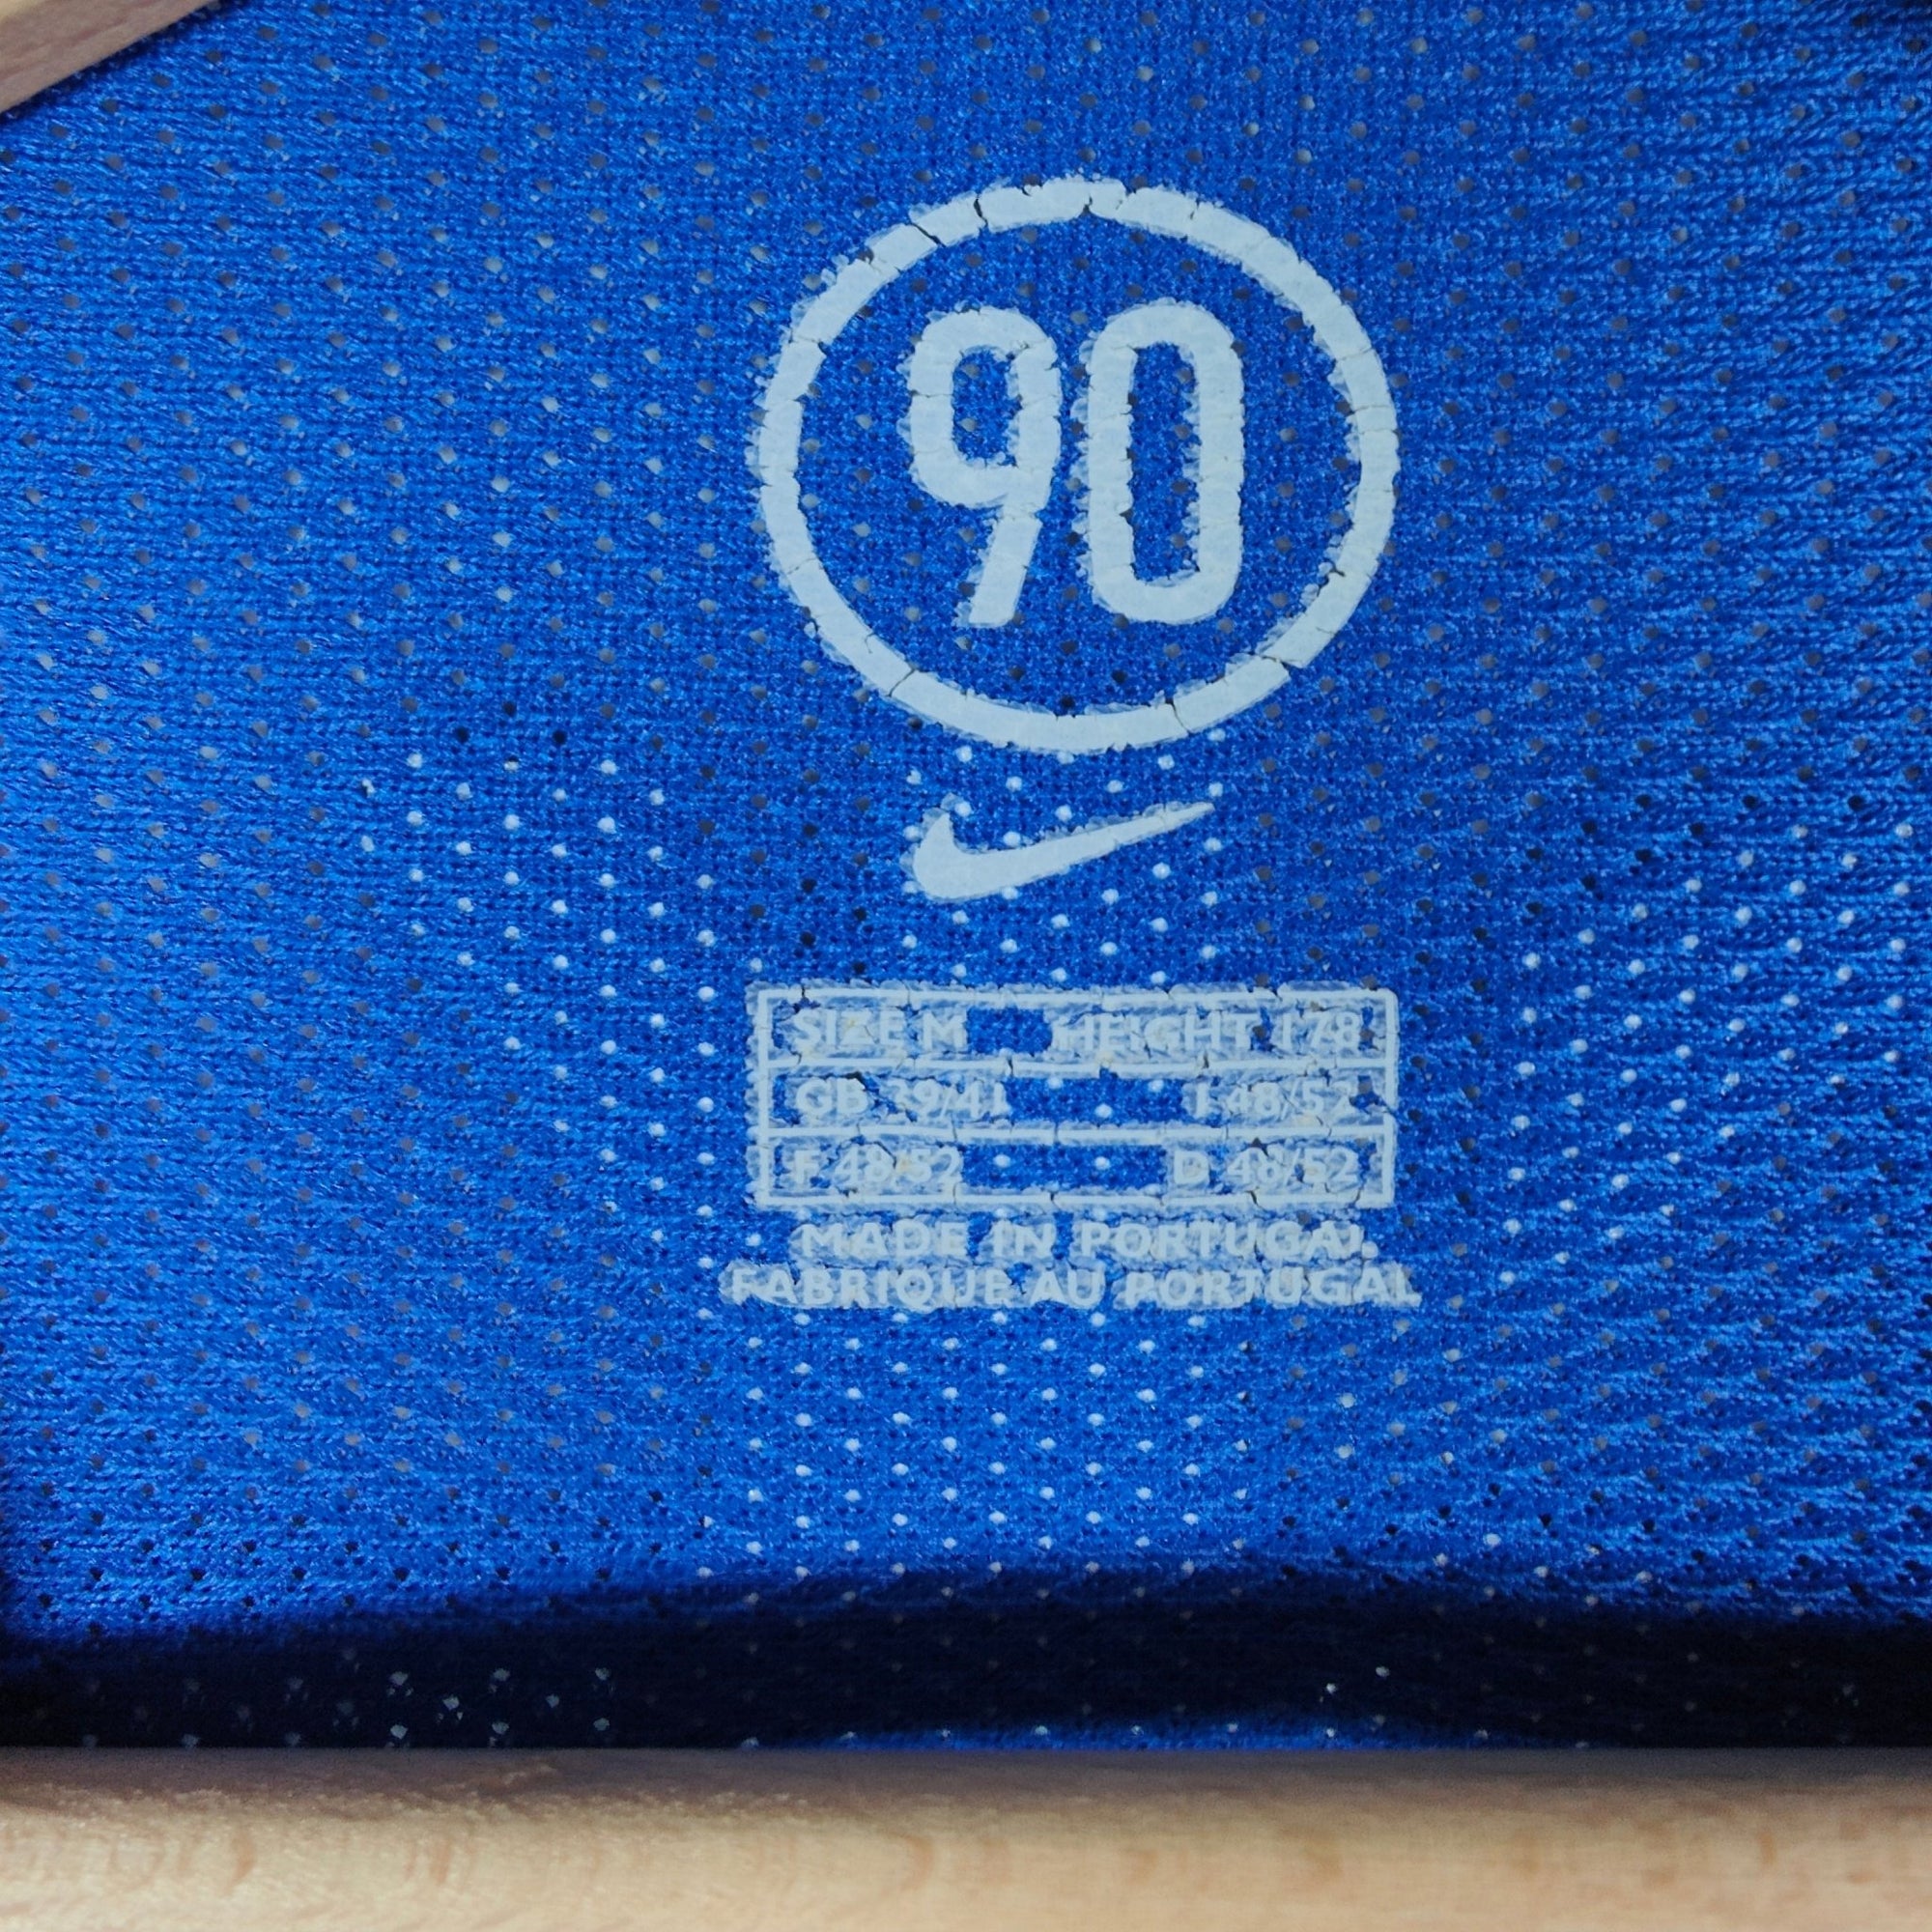 90
SIZE M HEIGHT 178
GB 39/41 I 48/52
F 48/52 D 48/52
MADE IN PORTUGAL
FABRIQUE AU PORTUGAL